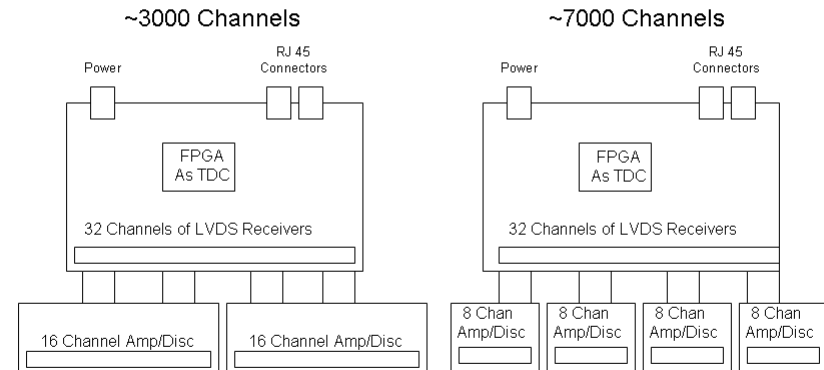 ~3000 Channels
~7000 Channels
Power
RJ 45
Connectors
FPGA
As TDC
32 Channels of LVDS Receivers
16 Channel Amp/Disc
16 Channel Amp/Disc
Power
RJ 45
Connectors
FPGA
As TDC
32 Channels of LVDS Receivers
8 Chan
Amp/Disc
8 Chan
Amp/Disc
8 Chan
Amp/Disc
8 Chan
Amp/Disc